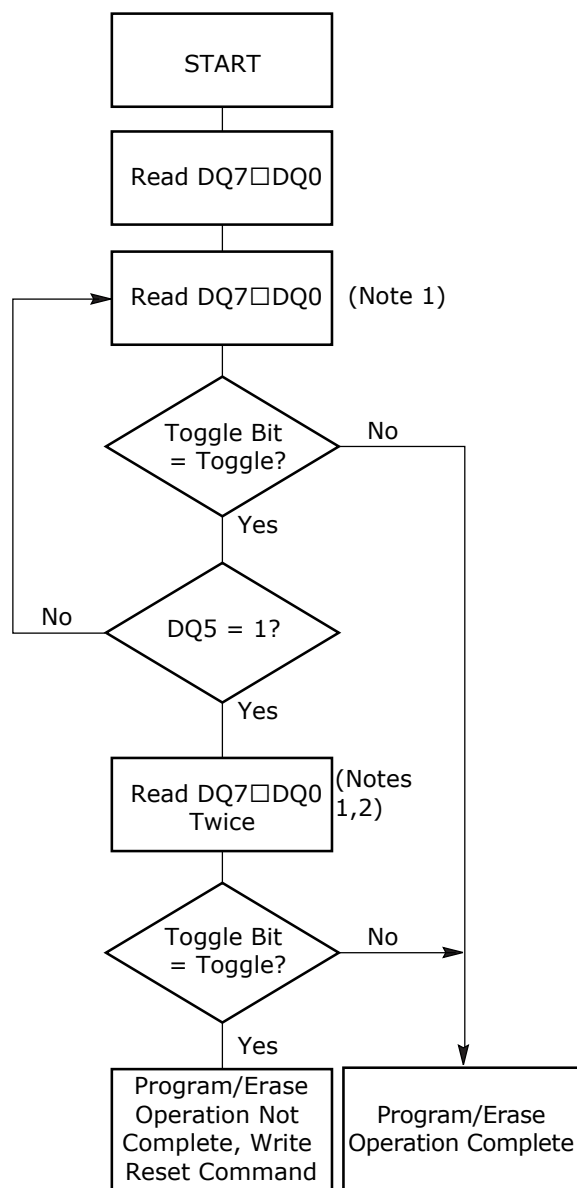 START
Read DQ7□DQ0
Read DQ7□DQ0 (Note 1)
Toggle Bit
= Toggle?
No
Yes
No
DQ5 = 1?
Yes
Read DQ7□DQ0
Twice
(Notes
1,2)
Toggle Bit
= Toggle?
No
Yes
Program/Erase
Operation Not
Complete, Write
Reset Command
Program/Erase
Operation Complete